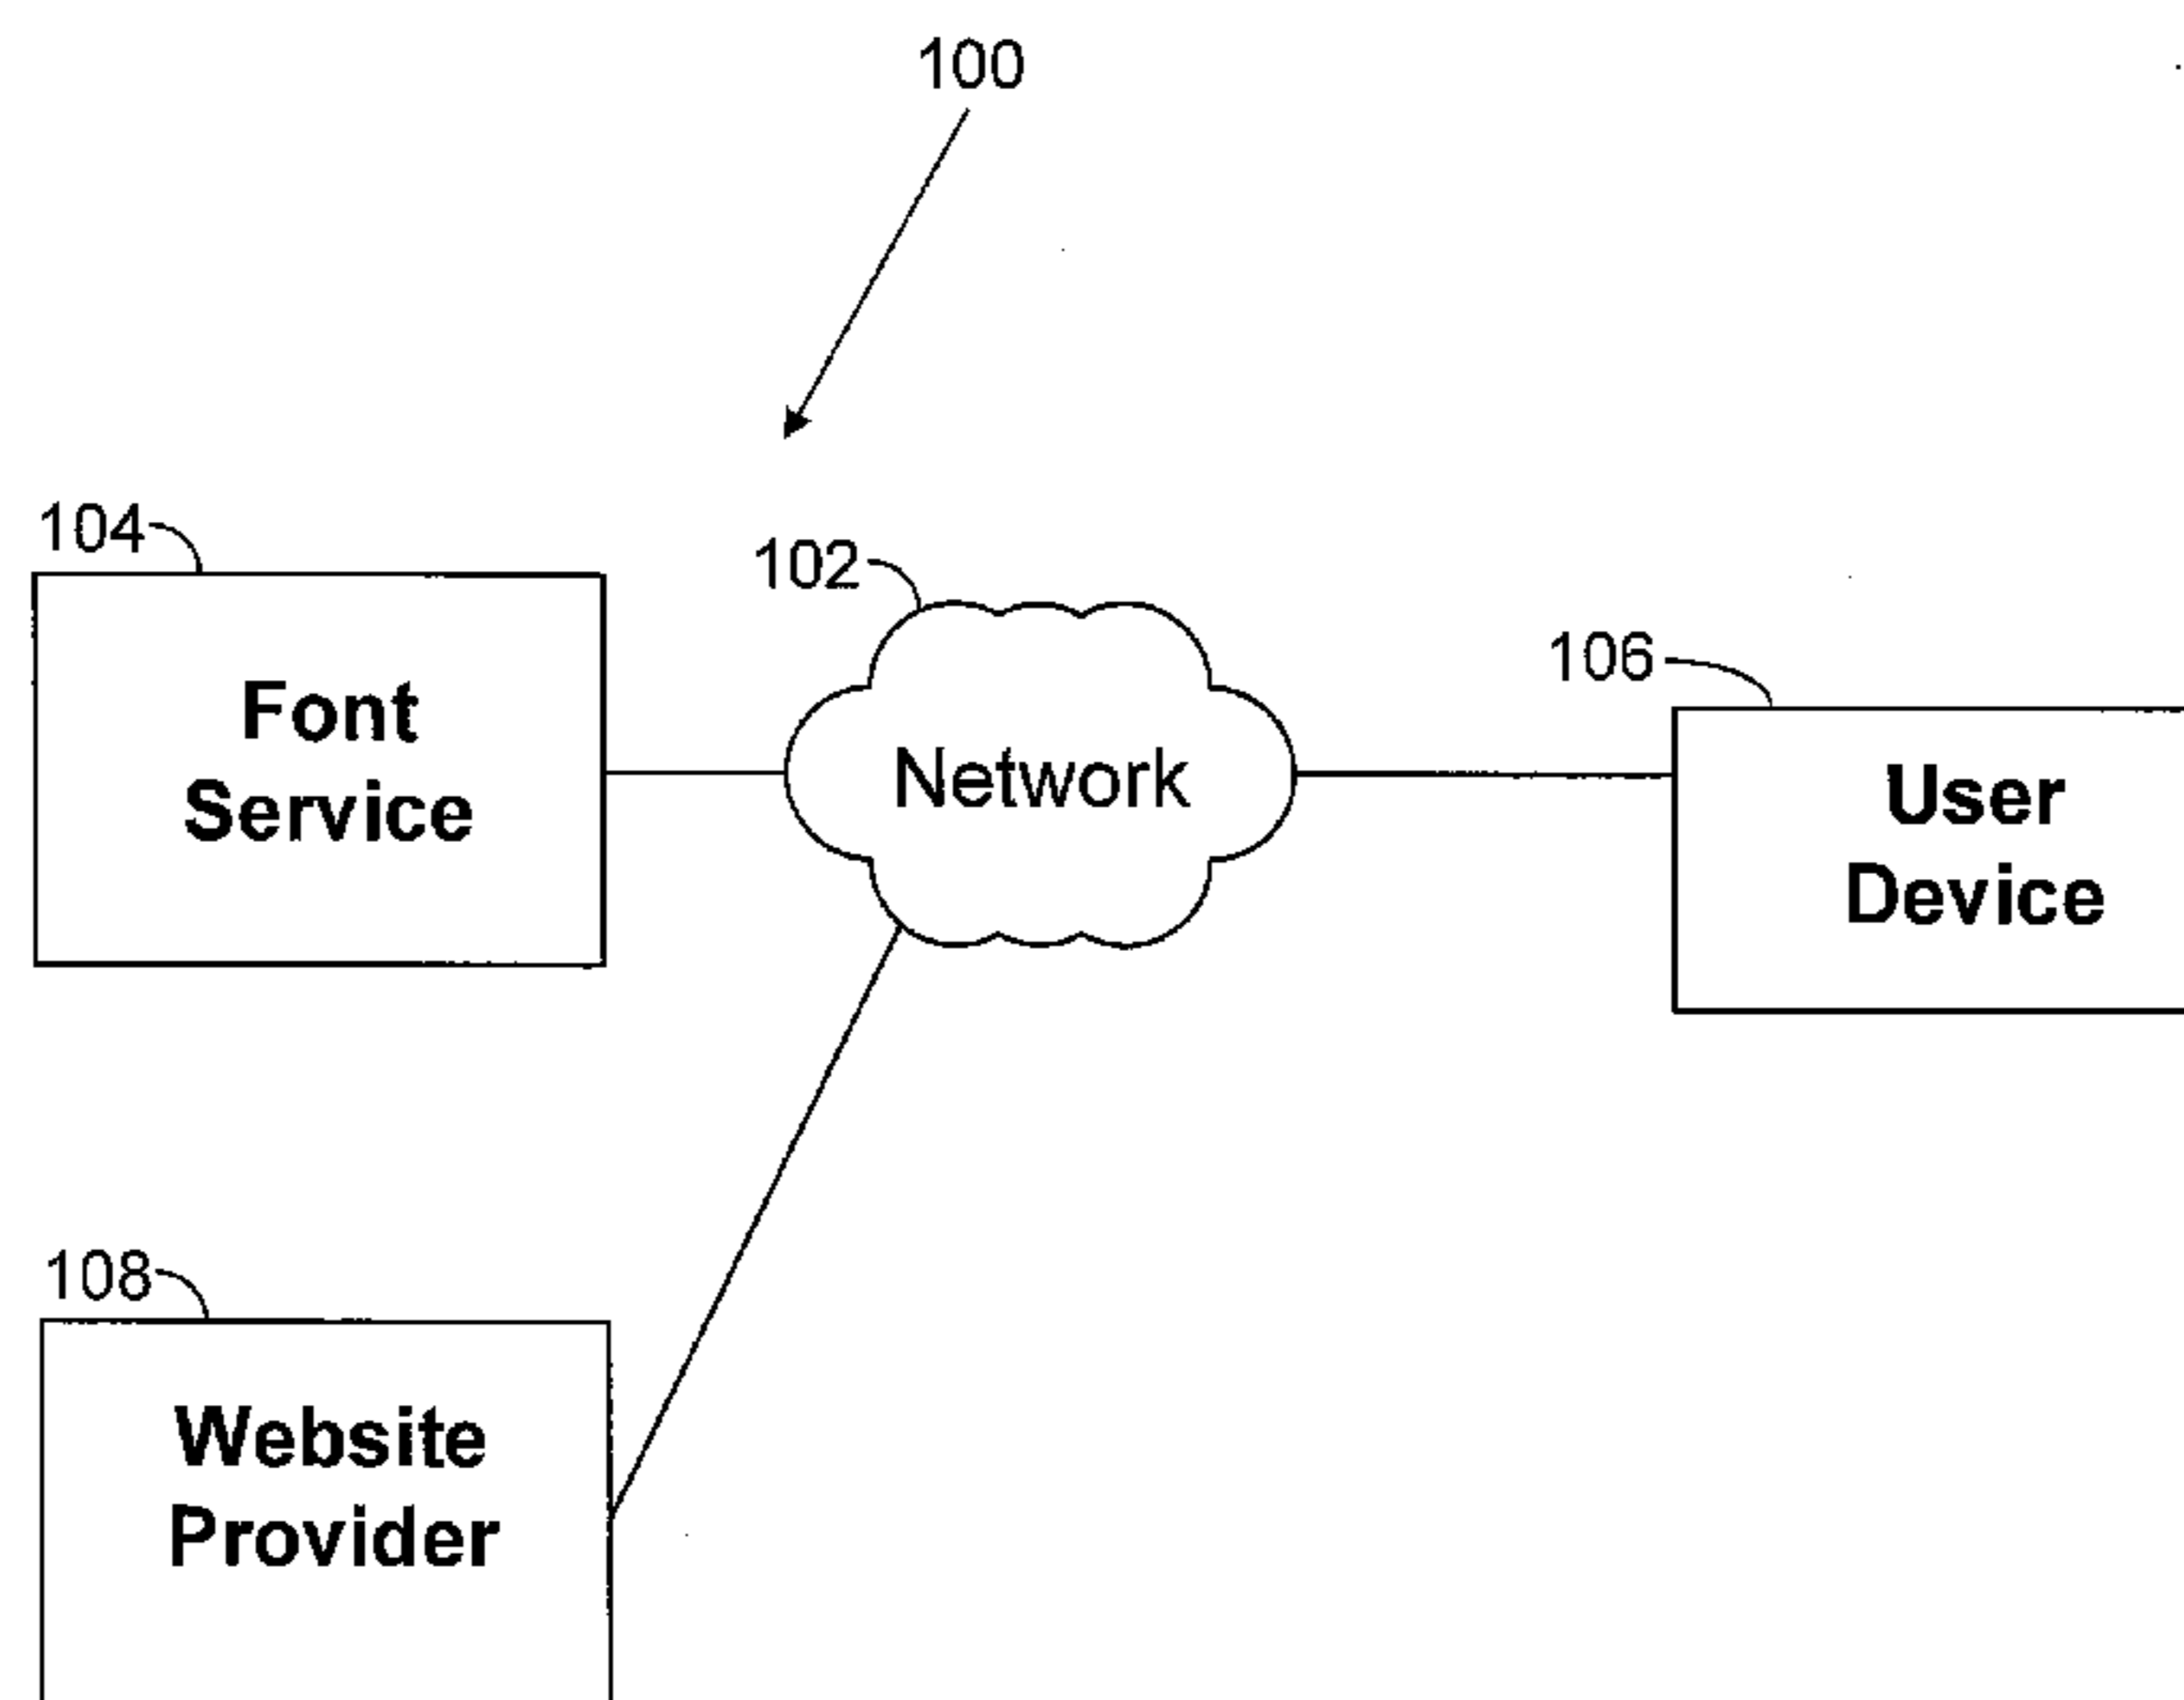 100
104
102
106
Font
Service
Network
User
Device
108
Website
Provider